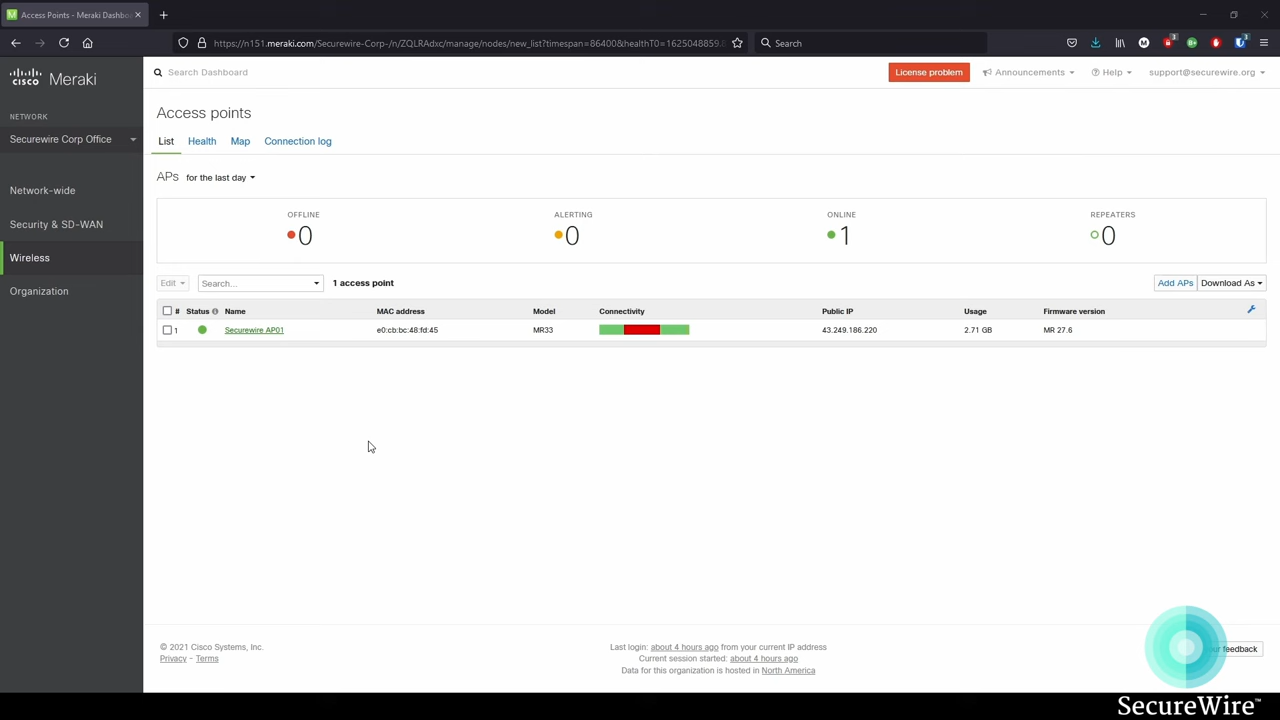 Access Points - Meraki Dashbo
https://n151.meraki.com/Securewire-Corp-/n/ZQLRAdxc/manage/nodes/new_list?timespan=86400&healthT0=1625048859.8
Search
3
3
CISCO Meraki
Search Dashboard
License problem
Announcements
Help
support@securewire.org
NETWORK
Securewire Corp Office
Network-wide
Security & SD-WAN
Wireless
Organization
Access points
List Health Map Connection log
APs for the last day
OFFLINE ALERTING ONLINE REPEATERS
0 0 1 0
Edit Search... 1 access point Add APs Download As
# Status Name MAC address Model Connectivity Public IP Usage Firmware version
1 Securewire AP01 e0:cb:bc:48:fd:45 MR33 43.249.186.220 2.71 GB MR 27.6
© 2021 Cisco Systems, Inc.
Privacy - Terms
Last login: about 4 hours ago from your current IP address
Current session started: about 4 hours ago
Data for this organization is hosted in North America
feedback
SecureWire™